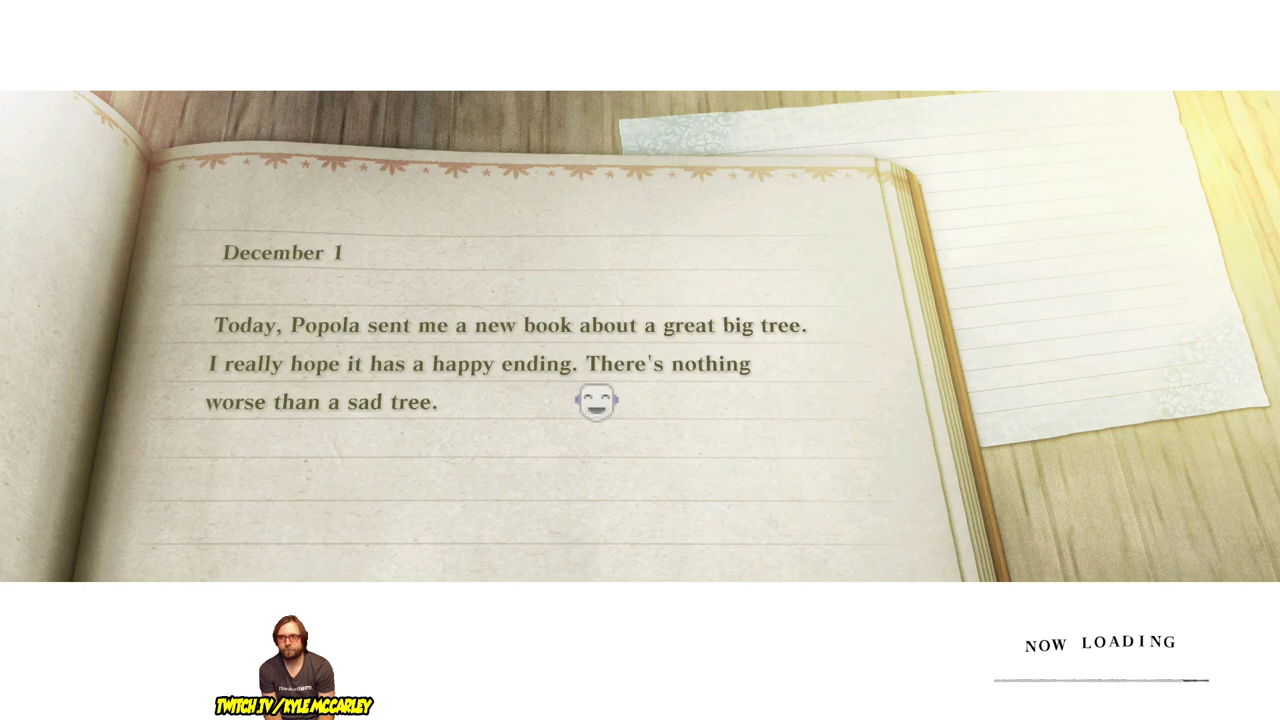 December 1
Today, Popola sent me a new book about a great big tree.
I really hope it has a happy ending. There's nothing
worse than a sad tree.
NOW LOADING
TWITCH.TV/KYLEMCCARLEY